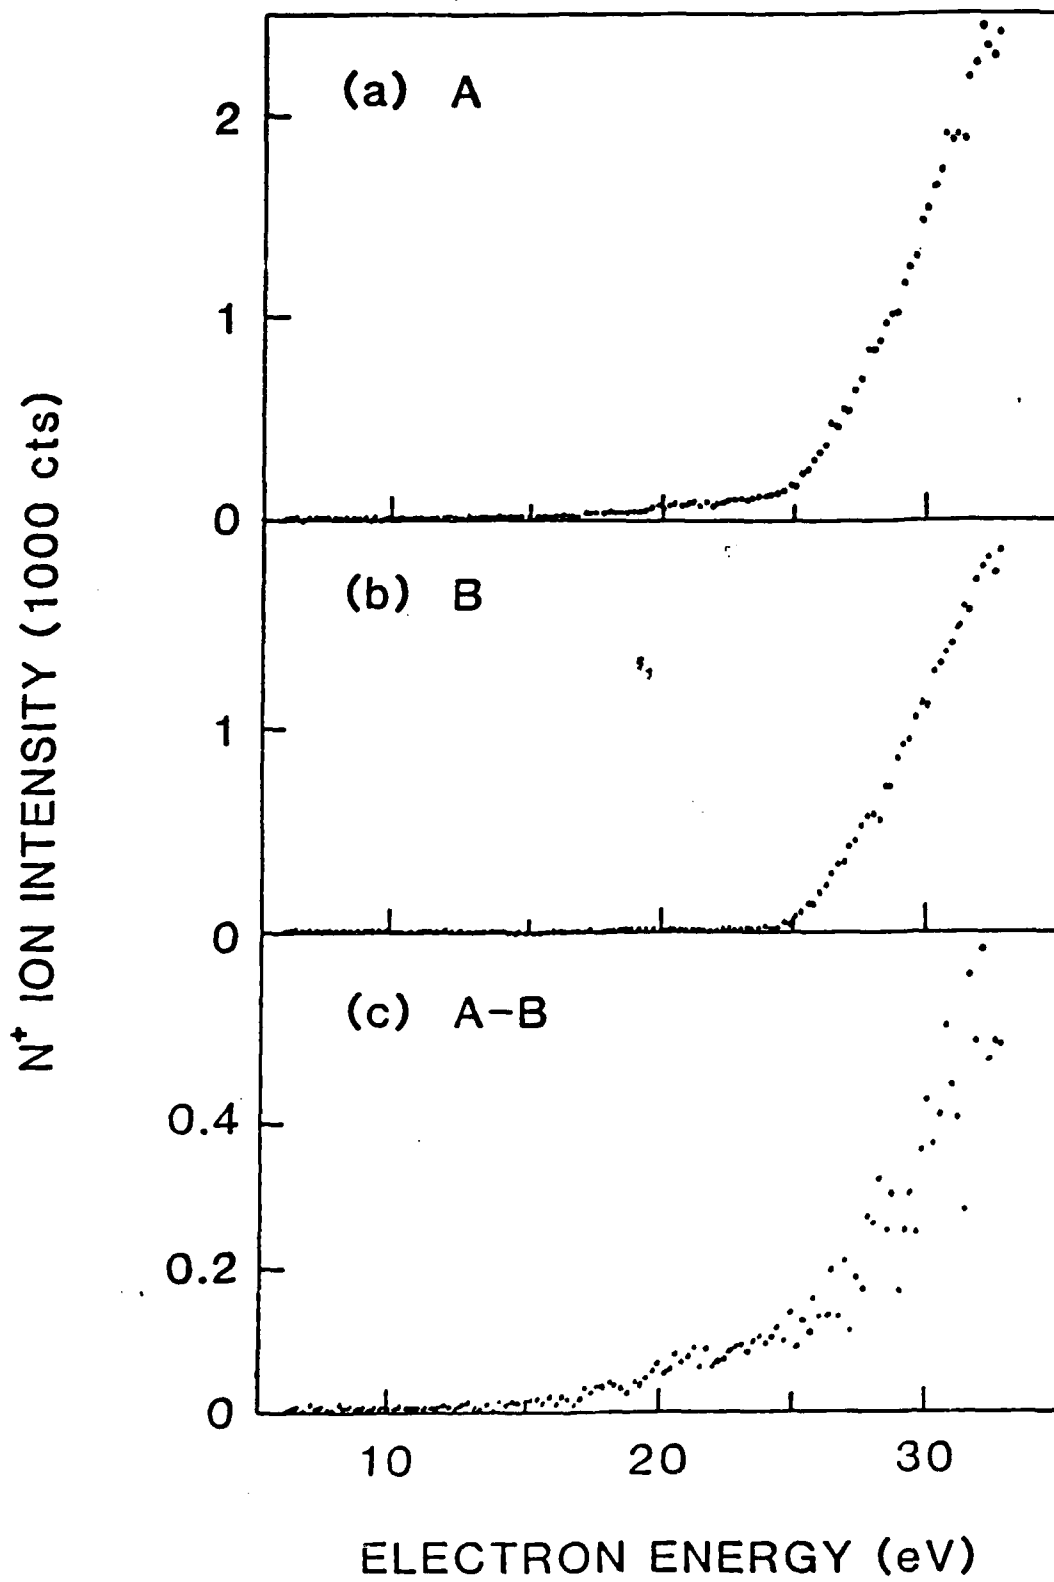 (a) A
2
1
0
(b) B
1
0
(c) A-B
0.4
0.2
0
10 20 30
ELECTRON ENERGY (eV)
N⁺ ION INTENSITY (1000 cts)